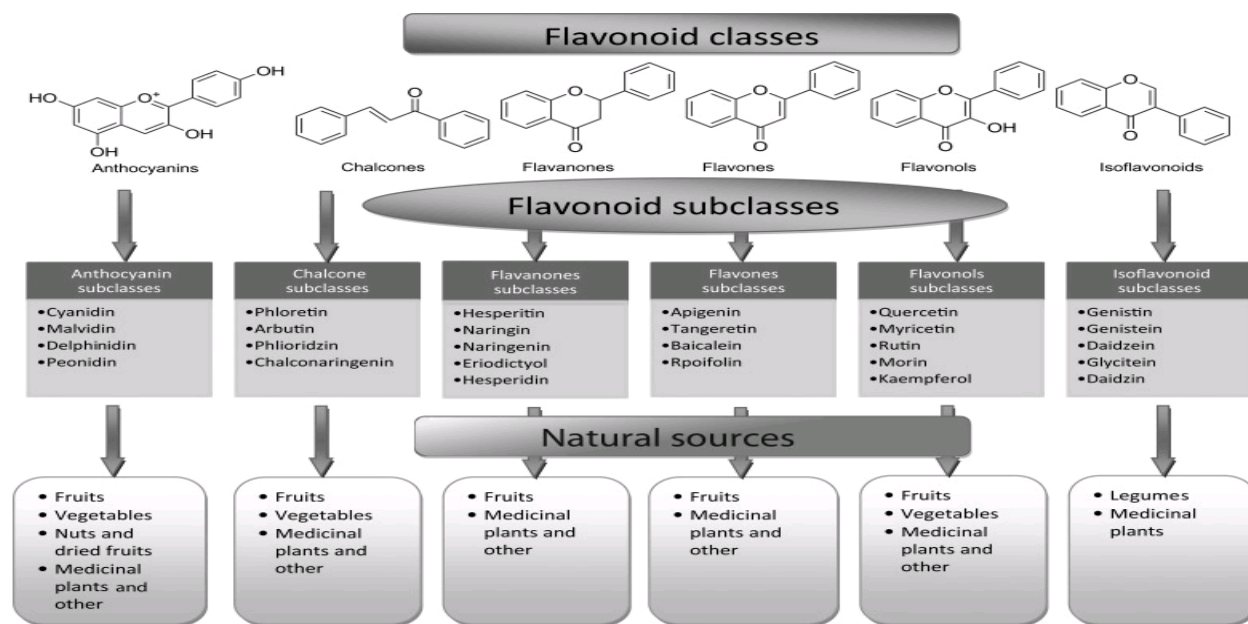 Flavonoid classes
OH
HO
O+
OH
OH
Anthocyanins
O
Chalcones
O
O
Flavanones
O
O
Flavones
O
OH
O
Flavonols
O
O
Isoflavonoids
Flavonoid subclasses
Anthocyanin
subclasses
•Cyanidin
•Malvidin
•Delphinidin
•Peonidin
Chalcone
subclasses
•Phloretin
•Arbutin
•Phlioridzin
•Chalconaringenin
Flavanones
subclasses
•Hesperitin
•Naringin
•Naringenin
•Eriodictyol
•Hesperidin
Flavones
subclasses
•Apigenin
•Tangeretin
•Baicalein
•Rpoifolin
Flavonols
subclasses
•Quercetin
•Myricetin
•Rutin
•Morin
•Kaempferol
Isoflavonoid
subclasses
•Genistin
•Genistein
•Daidzein
•Glycitein
•Daidzin
Natural sources
• Fruits
• Vegetables
• Nuts and
dried fruits
• Medicinal
plants and
other
• Fruits
• Vegetables
• Medicinal
plants and
other
• Fruits
• Medicinal
plants and
other
• Fruits
• Medicinal
plants and
other
• Fruits
• Vegetables
• Medicinal
plants and
other
• Legumes
• Medicinal
plants